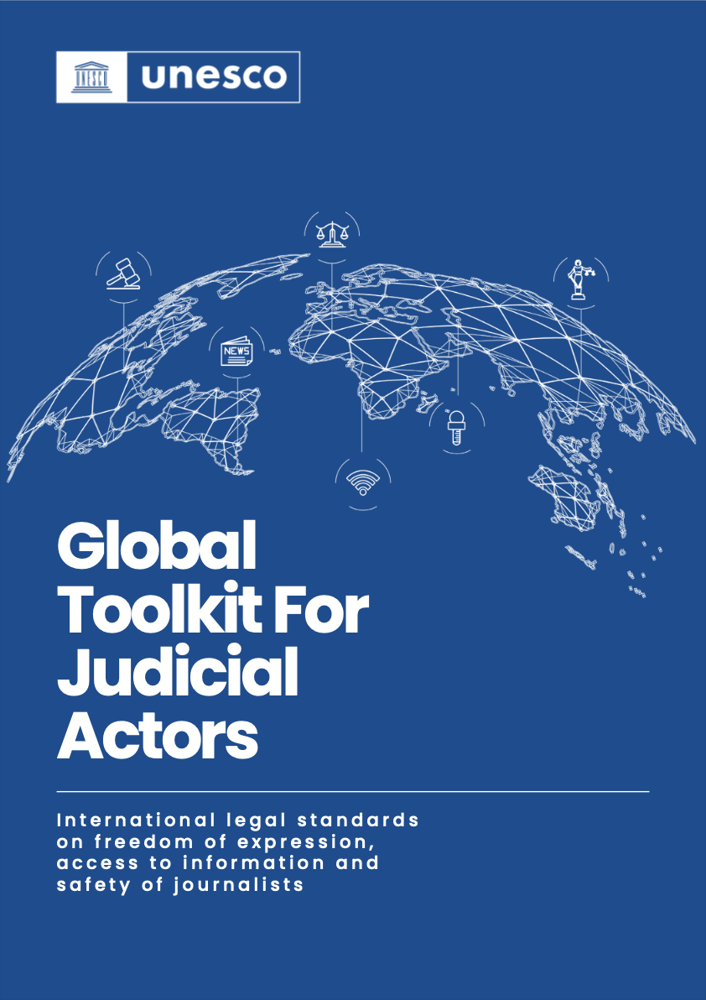 UNESCO
unesco
NEWS
Global
Toolkit For
Judicial
Actors
International legal standards
on freedom of expression,
access to information and
safety of journalists